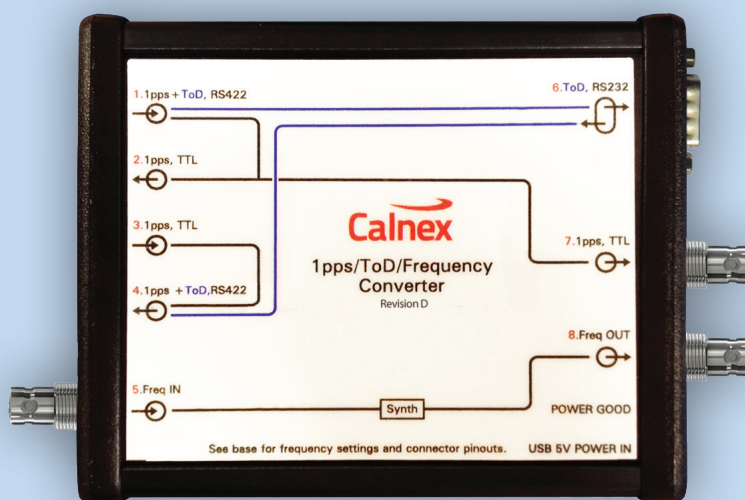 1.1pps + ToD, RS422
6.ToD, RS232
2.1pps, TTL
3.1pps, TTL
Calnex
7.1pps, TTL
1pps/ToD/Frequency
Converter
4.1pps +ToD,RS422
Revision D
8.Freq OUT
5.Freq IN
Synth
POWER GOOD
See base for frequency settings and connector pinouts.
USB 5V POWER IN